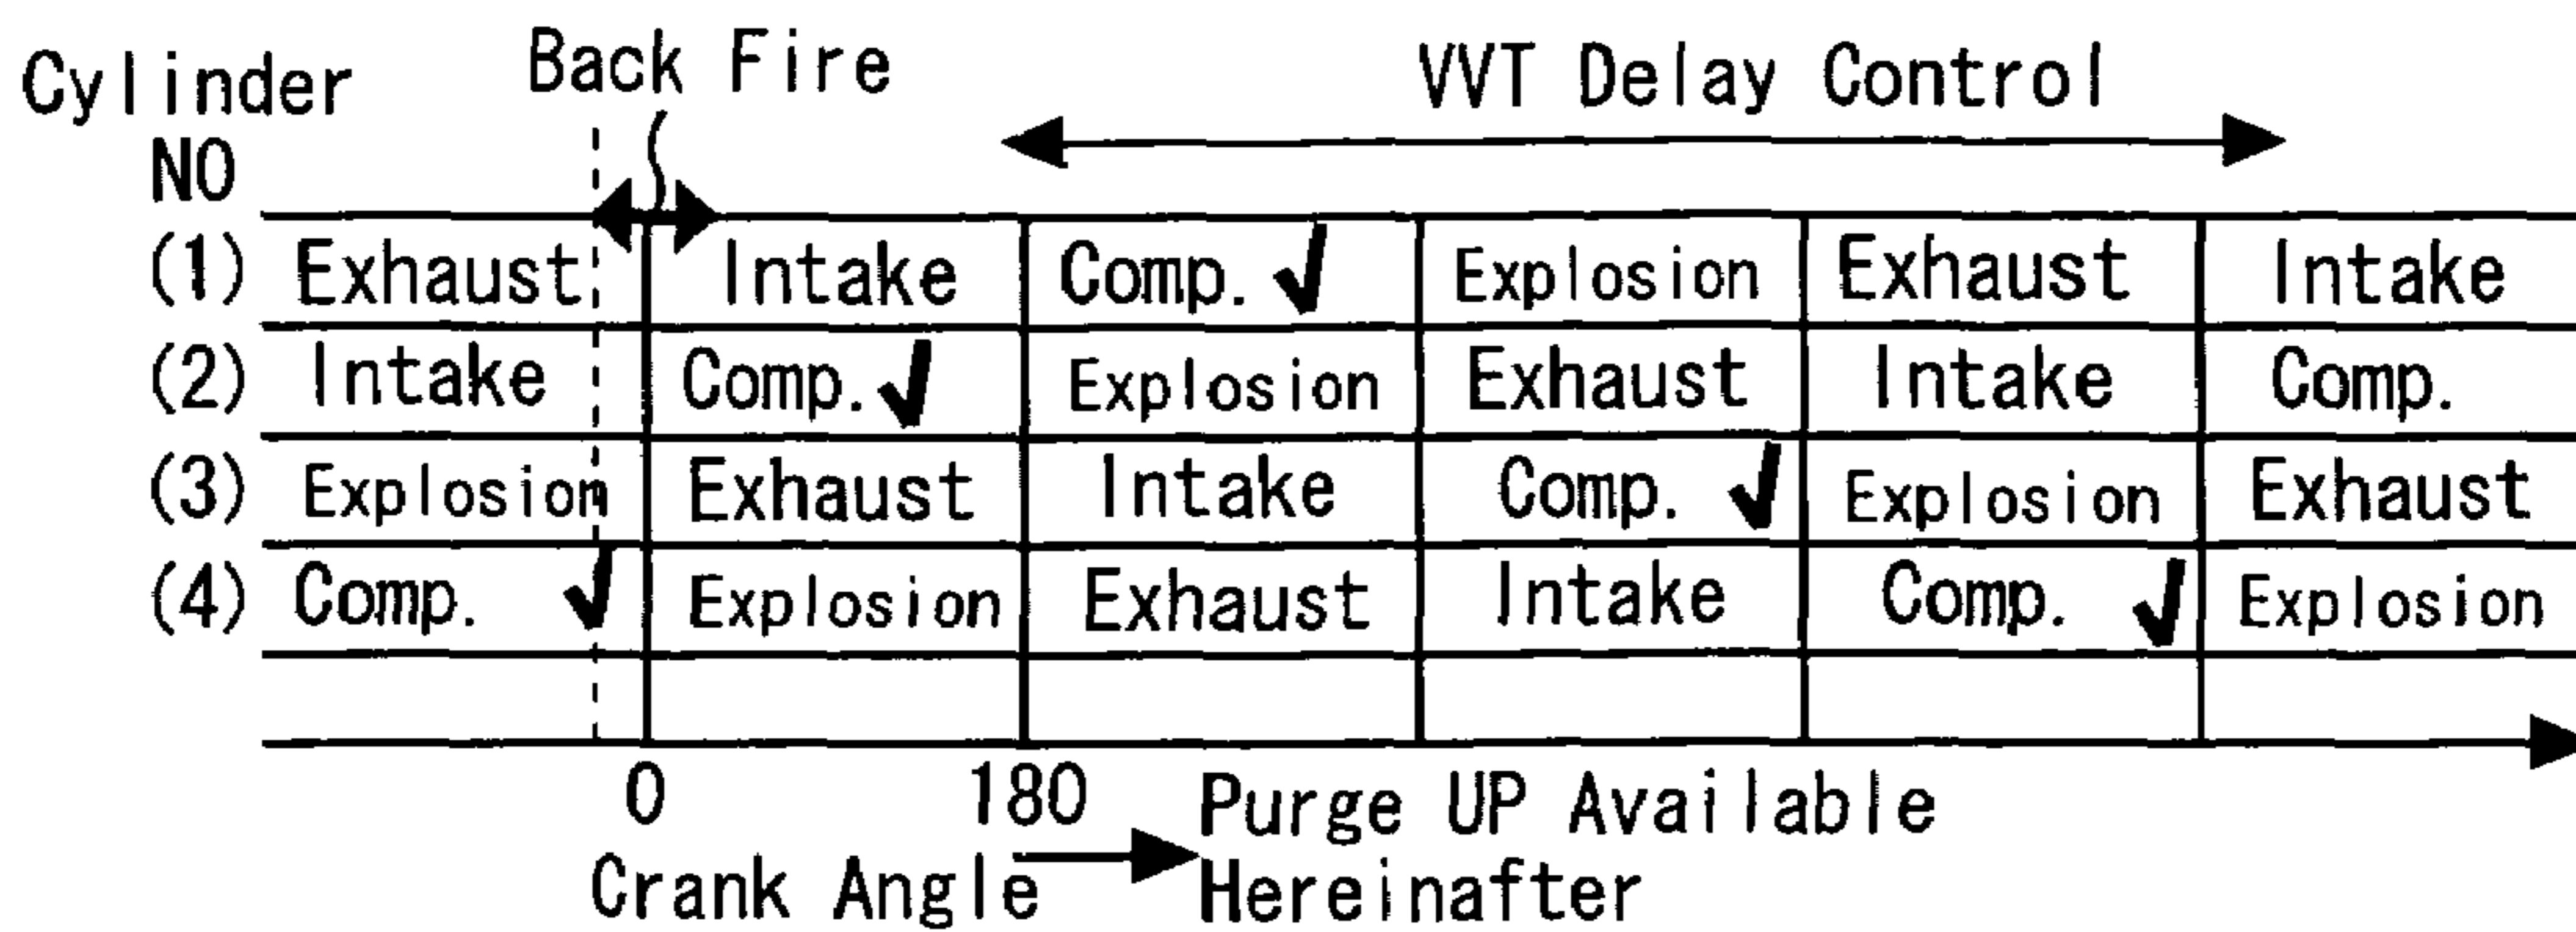 Cylinder NO
Back Fire
VVT Delay Control
(1) Exhaust Intake Comp. Explosion Exhaust Intake
(2) Intake Comp. Explosion Exhaust Intake Comp.
(3) Explosion Exhaust Intake Comp. Explosion Exhaust
(4) Comp. Explosion Exhaust Intake Comp. Explosion
0 180
Crank Angle
Purge UP Available
Hereinafter